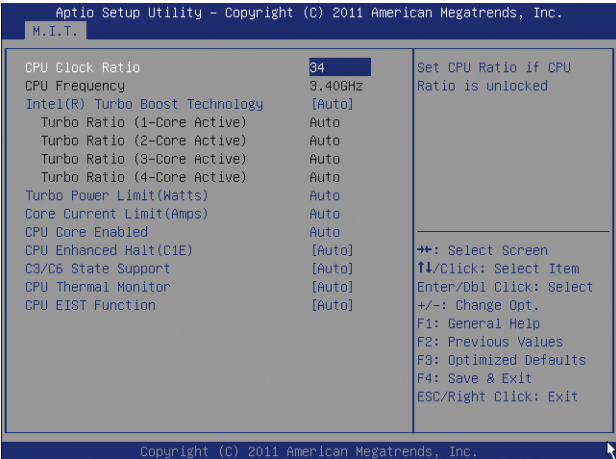 Aptio Setup Utility – Copyright (C) 2011 American Megatrends, Inc.
M.I.T.
CPU Clock Ratio 34
CPU Frequency 3.40GHz
Intel(R) Turbo Boost Technology [Auto]
Turbo Ratio (1-Core Active) Auto
Turbo Ratio (2-Core Active) Auto
Turbo Ratio (3-Core Active) Auto
Turbo Ratio (4-Core Active) Auto
Turbo Power Limit(Watts) Auto
Core Current Limit(Amps) Auto
CPU Core Enabled Auto
CPU Enhanced Halt(C1E) [Auto]
C3/C6 State Support [Auto]
CPU Thermal Monitor [Auto]
CPU EIST Function [Auto]
Set CPU Ratio if CPU
Ratio is unlocked
→←: Select Screen
↑↓/Click: Select Item
Enter/Dbl Click: Select
+/-: Change Opt.
F1: General Help
F2: Previous Values
F3: Optimized Defaults
F4: Save & Exit
ESC/Right Click: Exit
Copyright (C) 2011 American Megatrends, Inc.